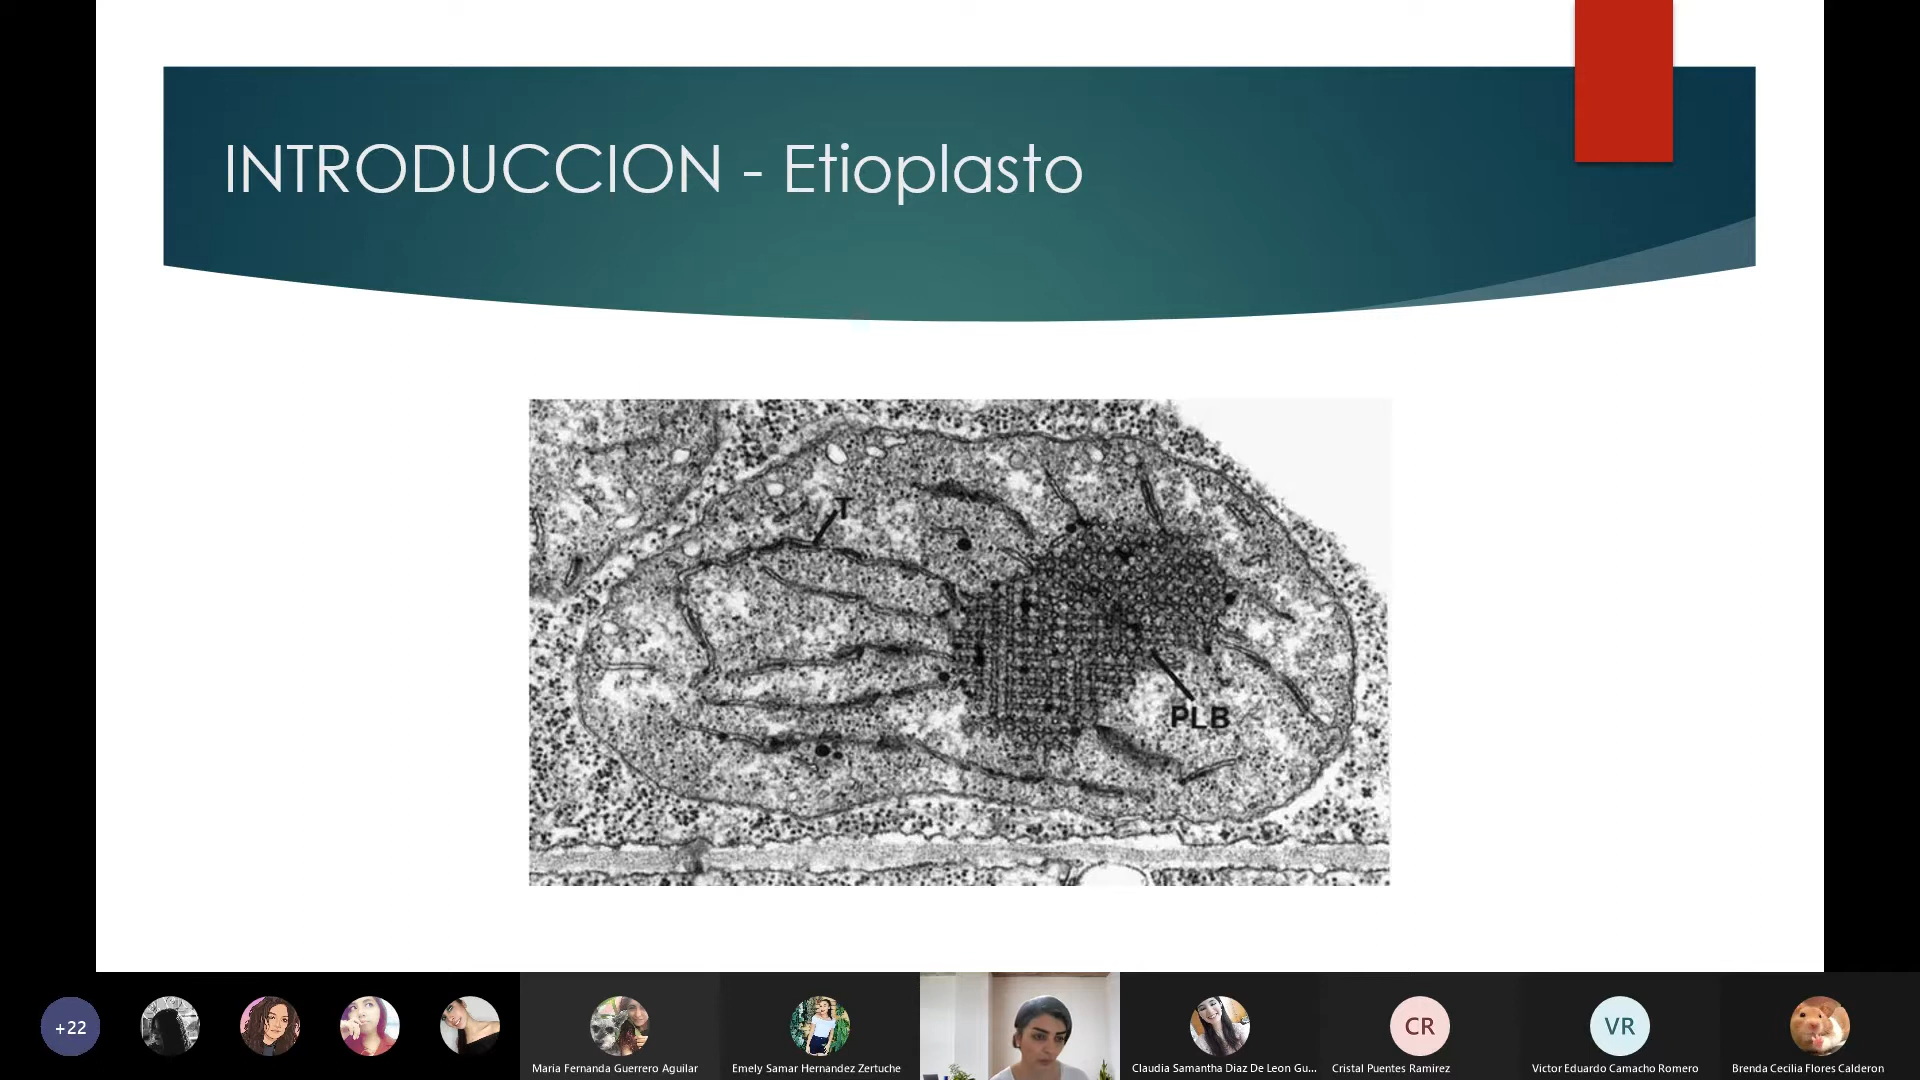 INTRODUCCION - Etioplasto
T
PLB
+22
Maria Fernanda Guerrero Aguilar
Emely Samar Hernandez Zertuche
Claudia Samantha Diaz De Leon Gu...
CR
Cristal Puentes Ramirez
VR
Victor Eduardo Camacho Romero
Brenda Cecilia Flores Calderon